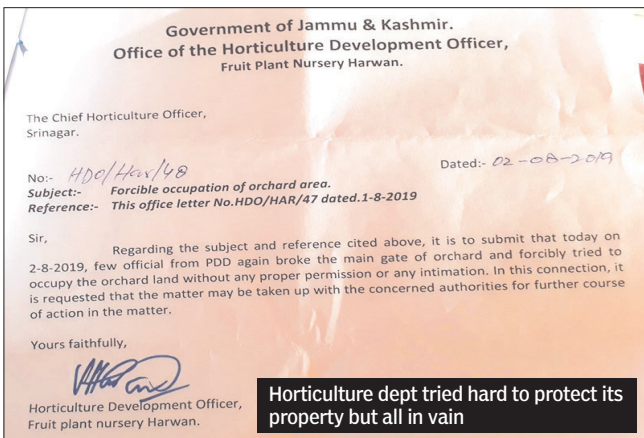 Government of Jammu & Kashmir.
Office of the Horticulture Development Officer,
Fruit Plant Nursery Harwan.
The Chief Horticulture Officer,
Srinagar.
No:- HDO/Har/48
Dated:- 02-08-2019
Subject:- Forcible occupation of orchard area.
Reference:- This office letter No.HDO/HAR/47 dated.1-8-2019
Sir,
Regarding the subject and reference cited above, it is to submit that today on
2-8-2019, few official from PDD again broke the main gate of orchard and forcibly tried to
occupy the orchard land without any proper permission or any intimation. In this connection, it
is requested that the matter may be taken up with the concerned authorities for further course
of action in the matter.
Yours faithfully,
Horticulture Development Officer,
Fruit plant nursery Harwan.
Horticulture dept tried hard to protect its
property but all in vain